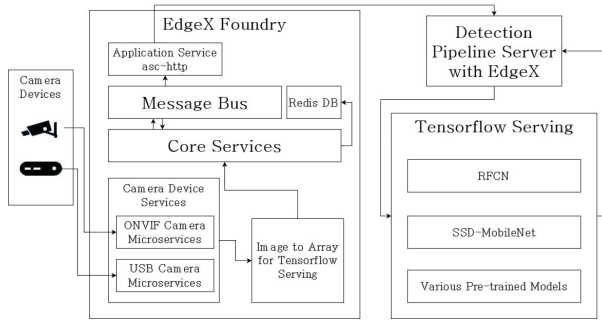 EdgeX Foundry
Application Service
asc-http
Message Bus
Redis DB
Core Services
Camera
Devices
Camera Device
Services
ONVIF Camera
Microservices
USB Camera
Microservices
Image to Array
for Tensorflow
Serving
Detection
Pipeline Server
with EdgeX
Tensorflow Serving
RFCN
SSD-MobileNet
Various Pre-trained Models